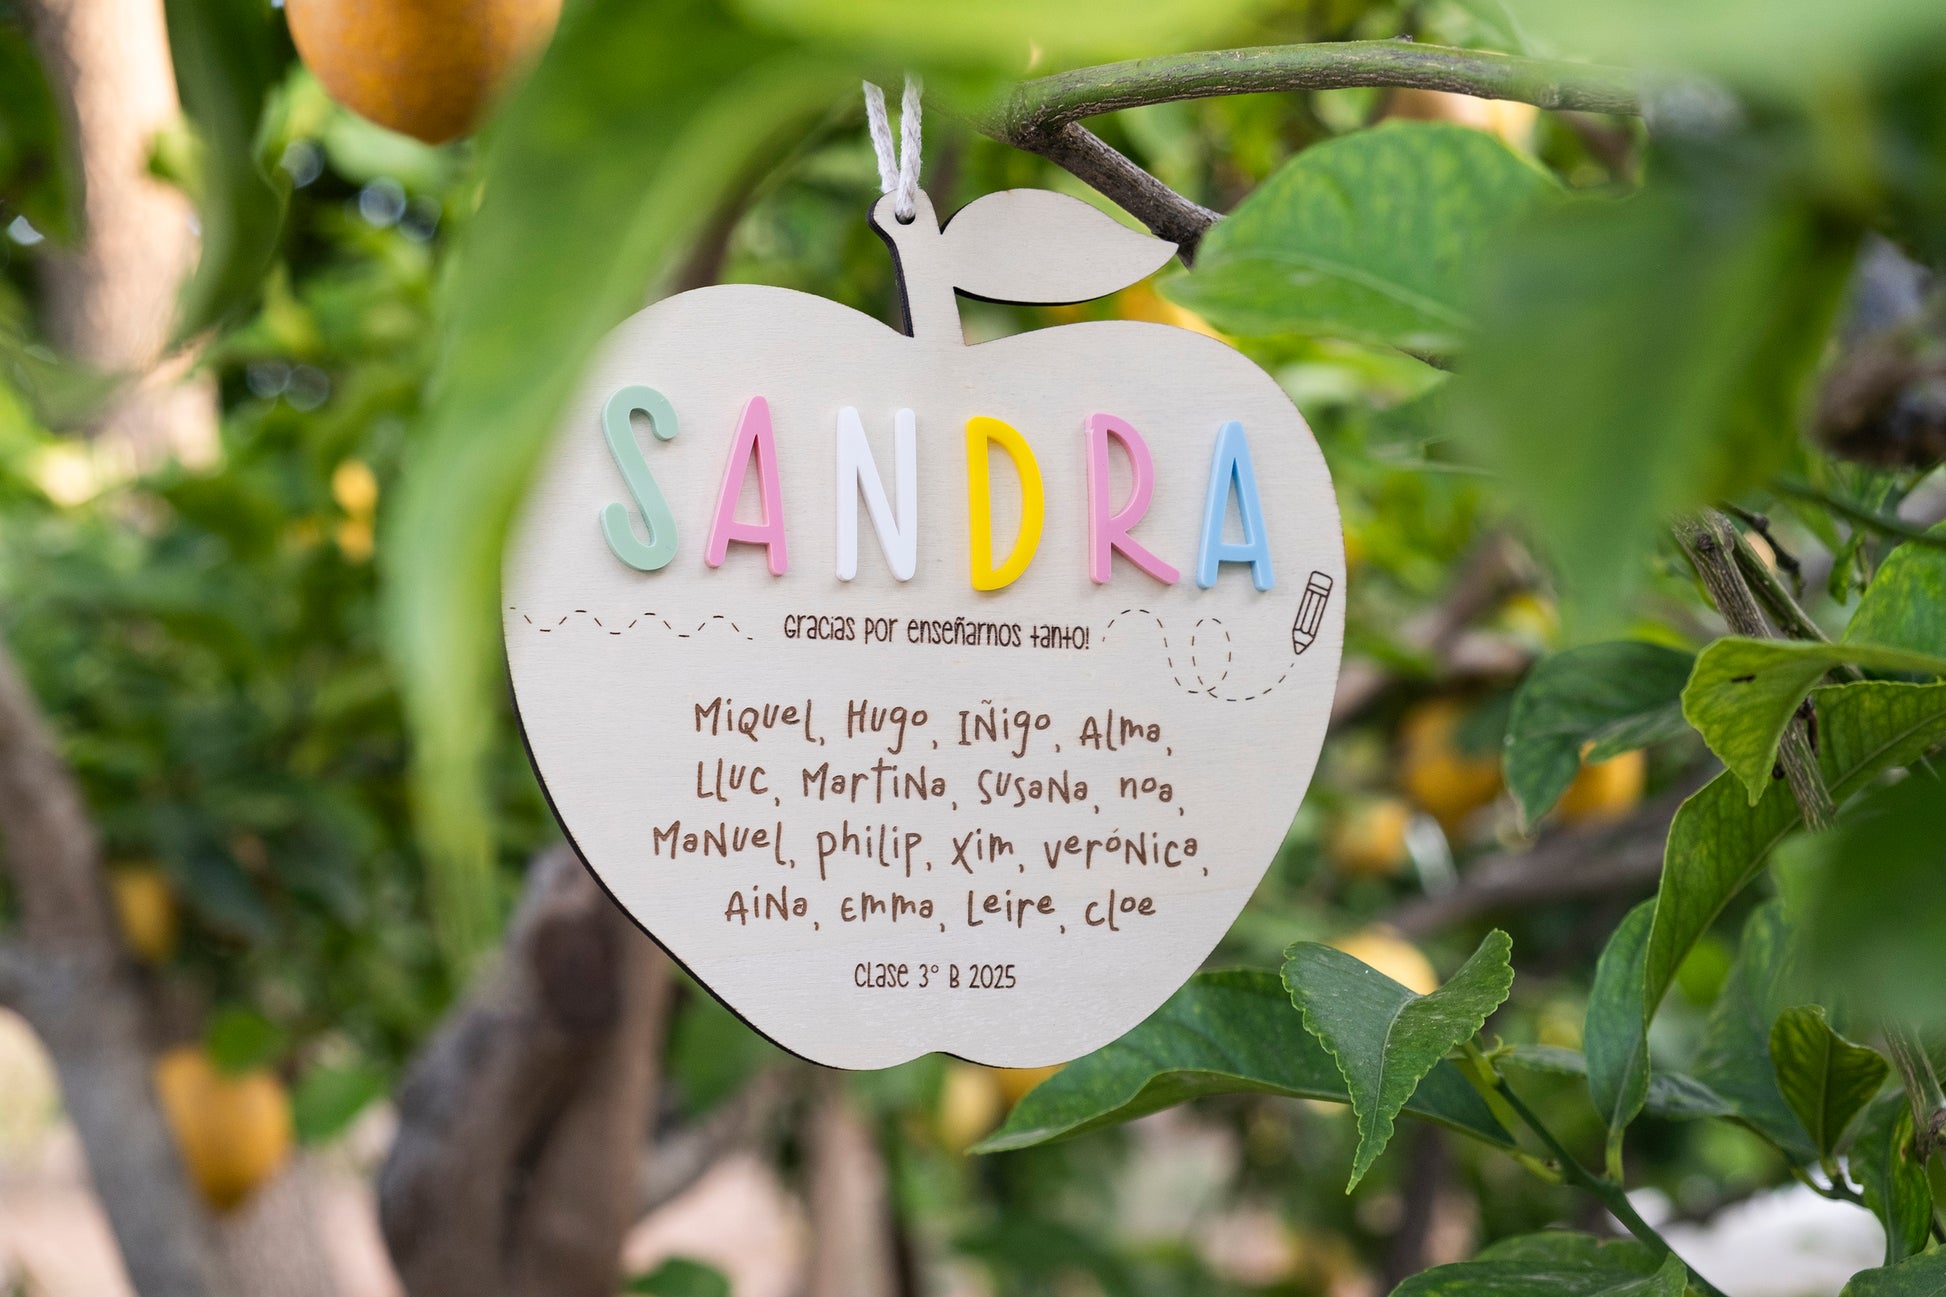 SANDRA
Gracias por enseñarnos tanto!
Miquel, Hugo, Iñigo, Alma,
Lluc, Martina, Susana, Noa,
Manuel, Philip, Xim, Verónica,
Aina, Emma, Leire, Cloe
Clase 3º B 2025